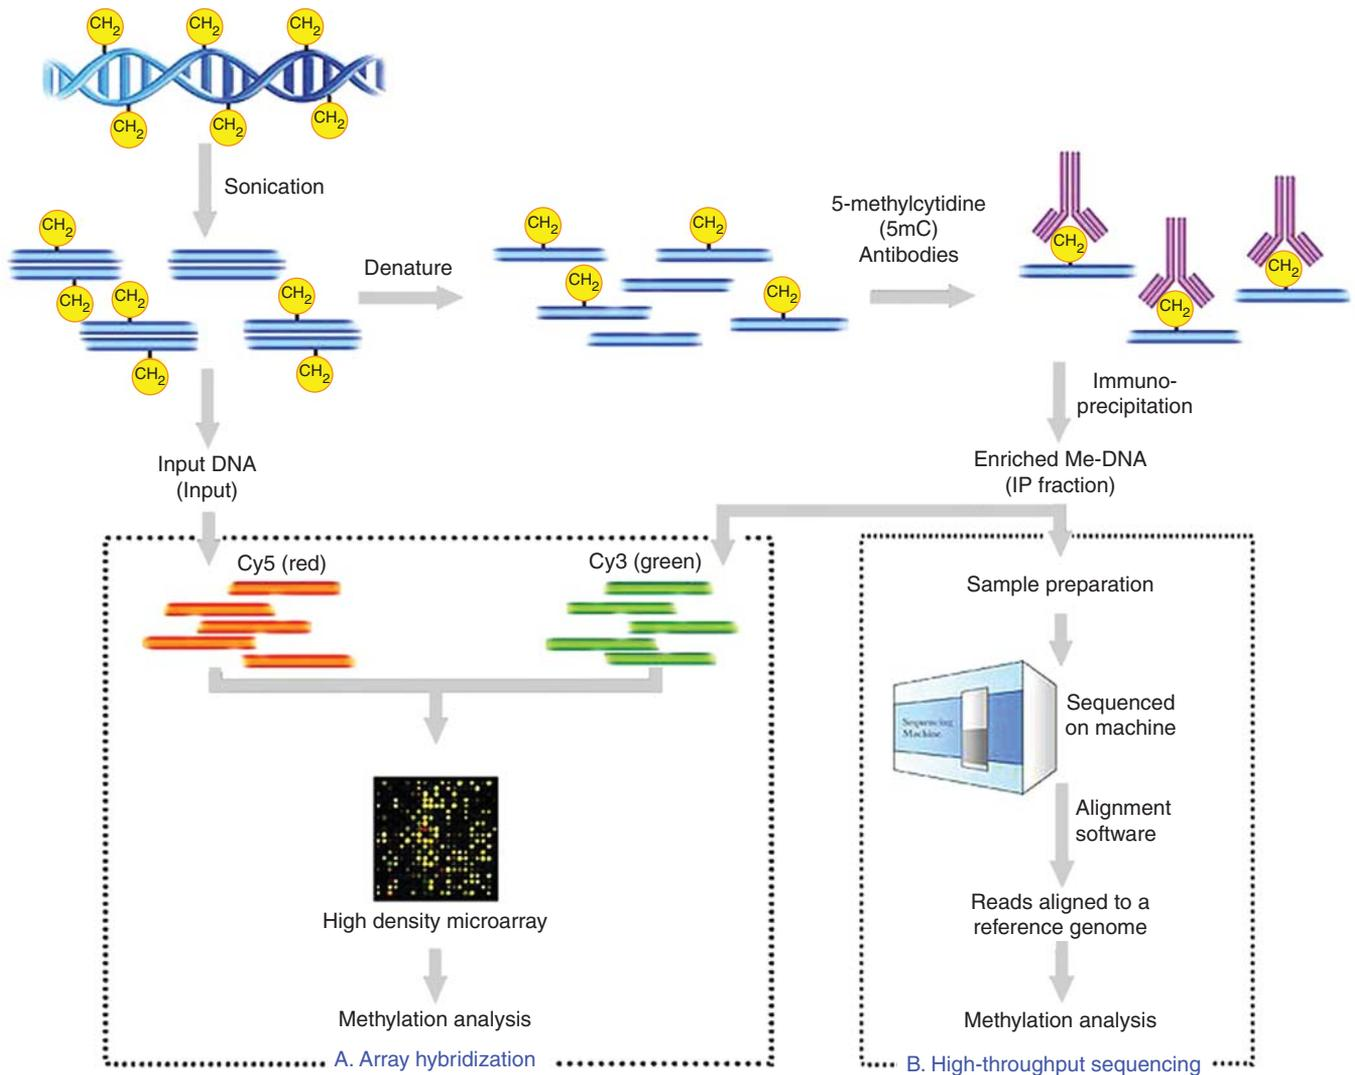 CH2
CH2
CH2
CH2
CH2
CH2
Sonication
CH2
CH2
CH2
CH2
CH2
CH2
Denature
CH2
CH2
CH2
CH2
5-methylcytidine
(5mC)
Antibodies
CH2
CH2
CH2
Immuno-
precipitation
Input DNA
(Input)
Enriched Me-DNA
(IP fraction)
Cy5 (red)
Cy3 (green)
High density microarray
Methylation analysis
A. Array hybridization
Sample preparation
Sequencing
Machine
Sequenced
on machine
Alignment
software
Reads aligned to a
reference genome
Methylation analysis
B. High-throughput sequencing